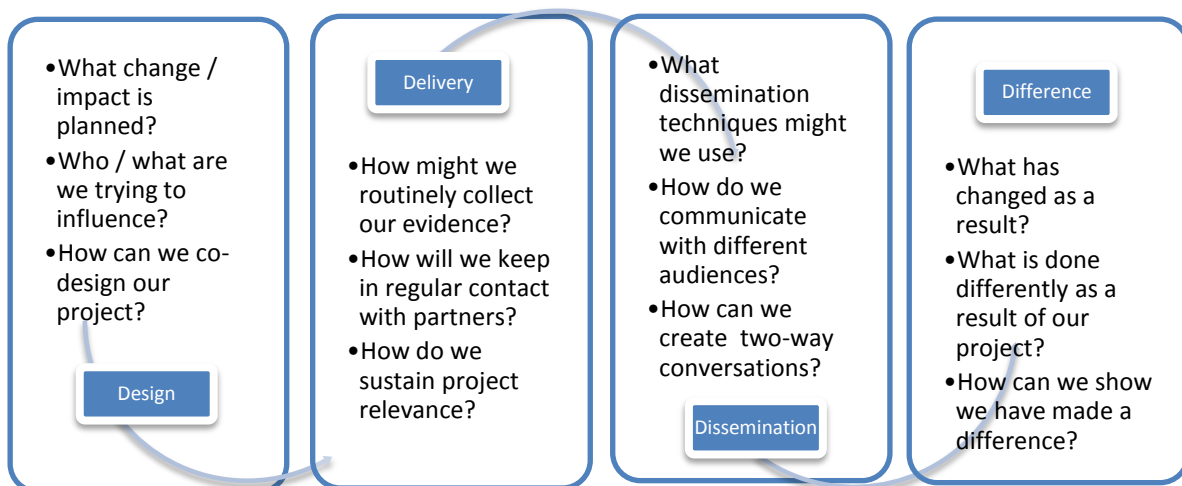 •What change /
impact is
planned?
•Who / what are
we trying to
influence?
•How can we co-
design our
project?
Design
Delivery
•How might we
routinely collect
our evidence?
•How will we keep
in regular contact
with partners?
•How do we
sustain project
relevance?
•What
dissemination
techniques might
we use?
•How do we
communicate
with different
audiences?
•How can we
create two-way
conversations?
Dissemination
Difference
•What has
changed as a
result?
•What is done
differently as a
result of our
project?
•How can we show
we have made a
difference?